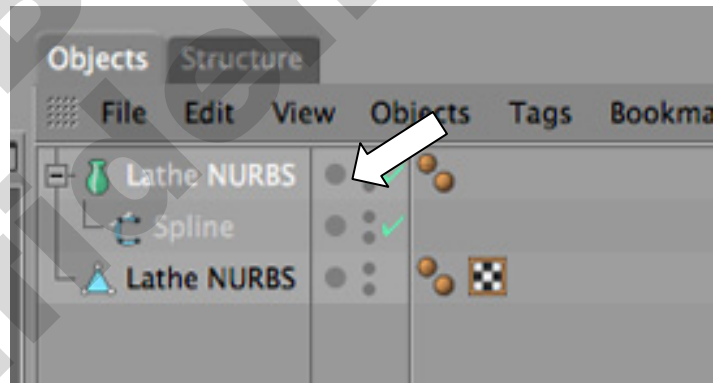 Objects Structure
File Edit View Objects Tags Bookma
Lathe NURBS
Spline
Lathe NURBS